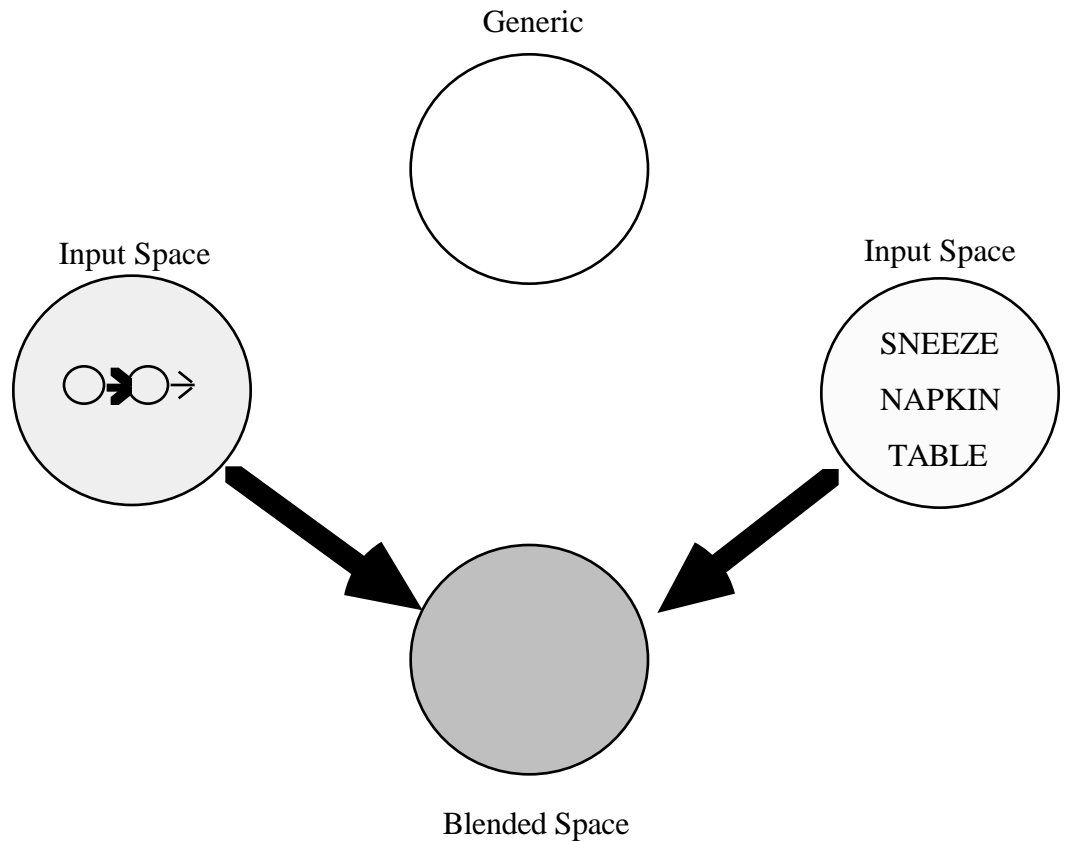 Generic
Input Space
Input Space
SNEEZE
NAPKIN
TABLE
Blended Space